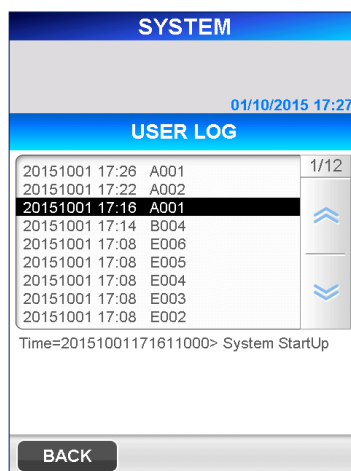 SYSTEM
01/10/2015 17:27
USER LOG
20151001 17:26 A001
1/12
20151001 17:22 A002
20151001 17:16 A001
20151001 17:14 B004
20151001 17:08 E006
20151001 17:08 E005
20151001 17:08 E004
20151001 17:08 E003
20151001 17:08 E002
Time=20151001171611000> System StartUp
BACK